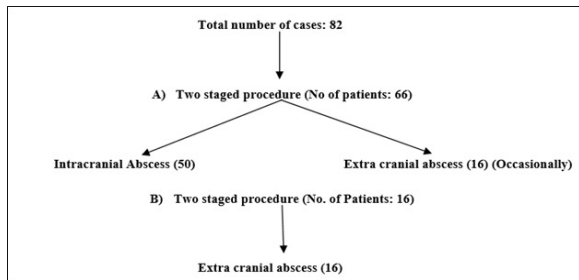 Total number of cases: 82
A) Two staged procedure (No of patients: 66)
Intracranial Abscess (50) Extra cranial abscess (16) (Occasionally)
B) Two staged procedure (No. of Patients: 16)
Extra cranial abscess (16)